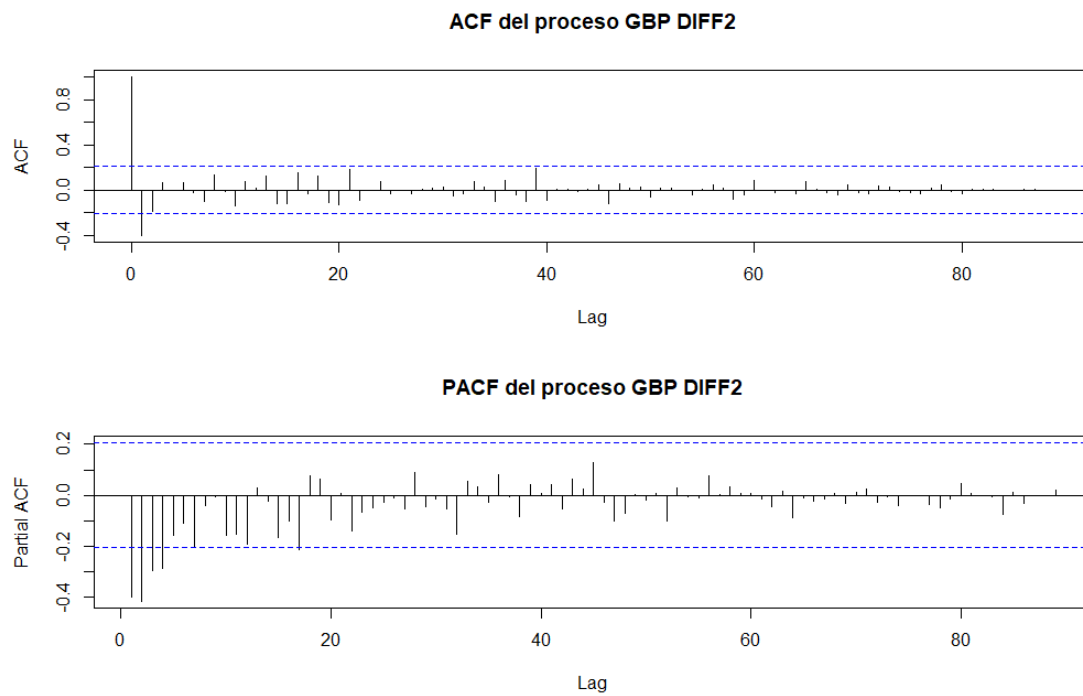 ACF del proceso GBP DIFF2
ACF
0.8
0.4
0.0
-0.4
0 20 40 60 80
Lag
PACF del proceso GBP DIFF2
Partial ACF
0.2
0.0
-0.2
-0.4
0 20 40 60 80
Lag